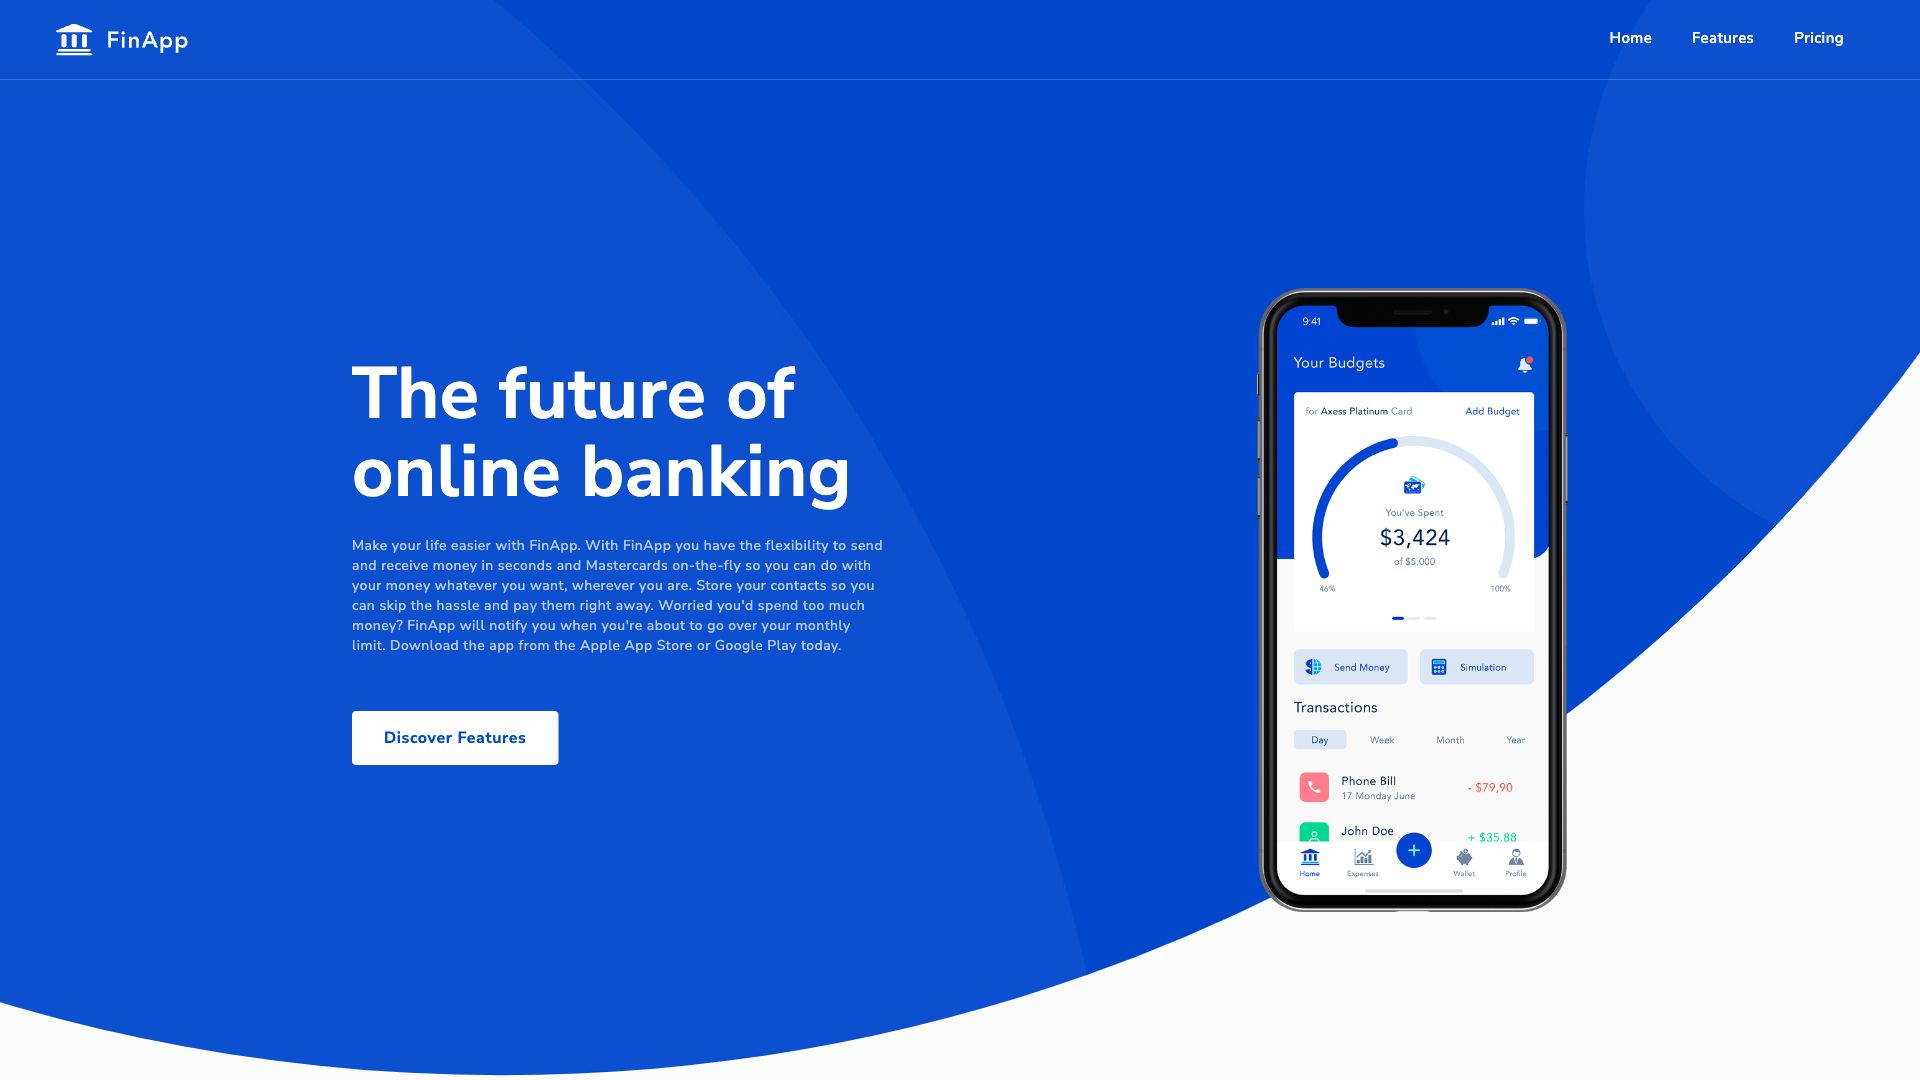 FinApp
Home
Features
Pricing
The future of
online banking
Make your life easier with FinApp. With FinApp you have the flexibility to send
and receive money in seconds and Mastercards on-the-fly so you can do with
your money whatever you want, wherever you are. Store your contacts so you
can skip the hassle and pay them right away. Worried you'd spend too much
money? FinApp will notify you when you're about to go over your monthly
limit. Download the app from the Apple App Store or Google Play today.
Discover Features
9:41
Your Budgets
for Axess Platinum Card
Add Budget
You've Spent
$3,424
of $5,000
46%
100%
Send Money
Simulation
Transactions
Day
Week
Month
Year
Phone Bill
17 Monday June
- $79,90
John Doe
+ $35.88
Home
Expenses
Wallet
Profile